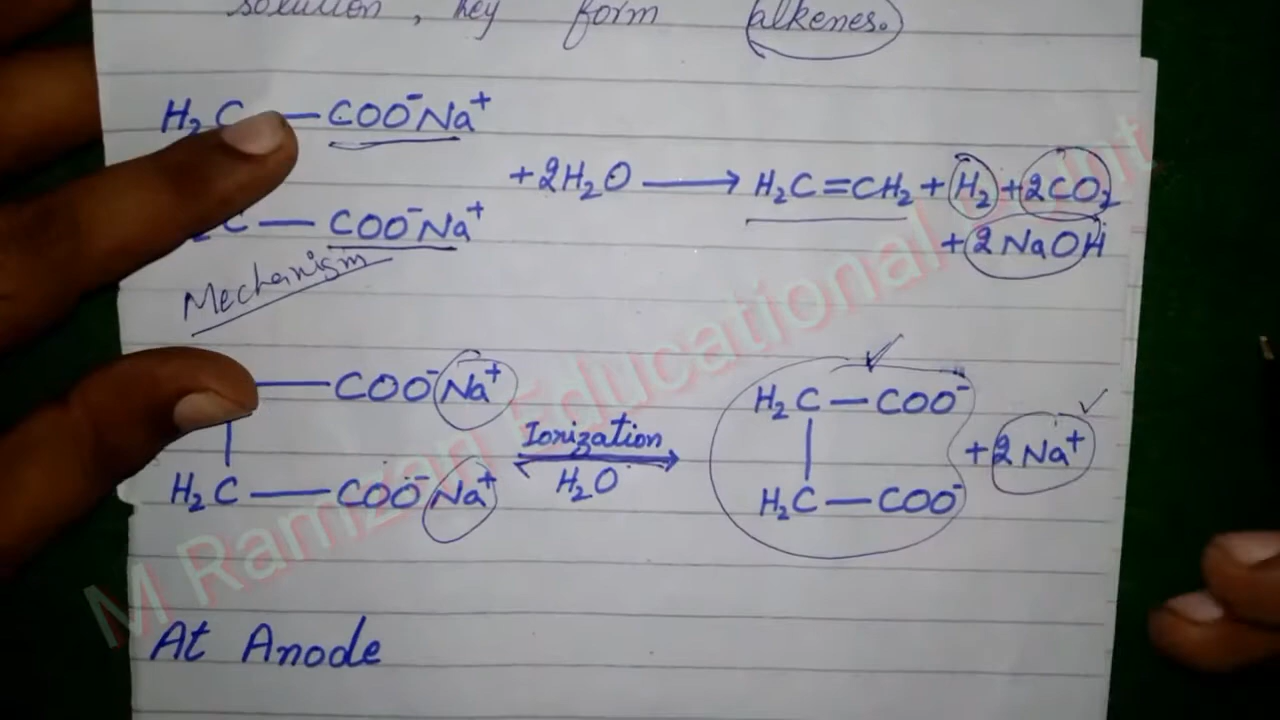 solution, they form alkenes.
H₂C — COO⁻Na⁺
+2H₂O ⟶ H₂C=CH₂ + H₂ + 2CO₂
C — COO⁻Na⁺
+ 2NaOH
Mechanism
— COO⁻Na⁺
H₂C — COO⁻
Ionization
+ 2Na⁺
H₂O
H₂C — COO⁻Na⁺
H₂C — COO⁻
At Anode
M Ramzan Educational Point